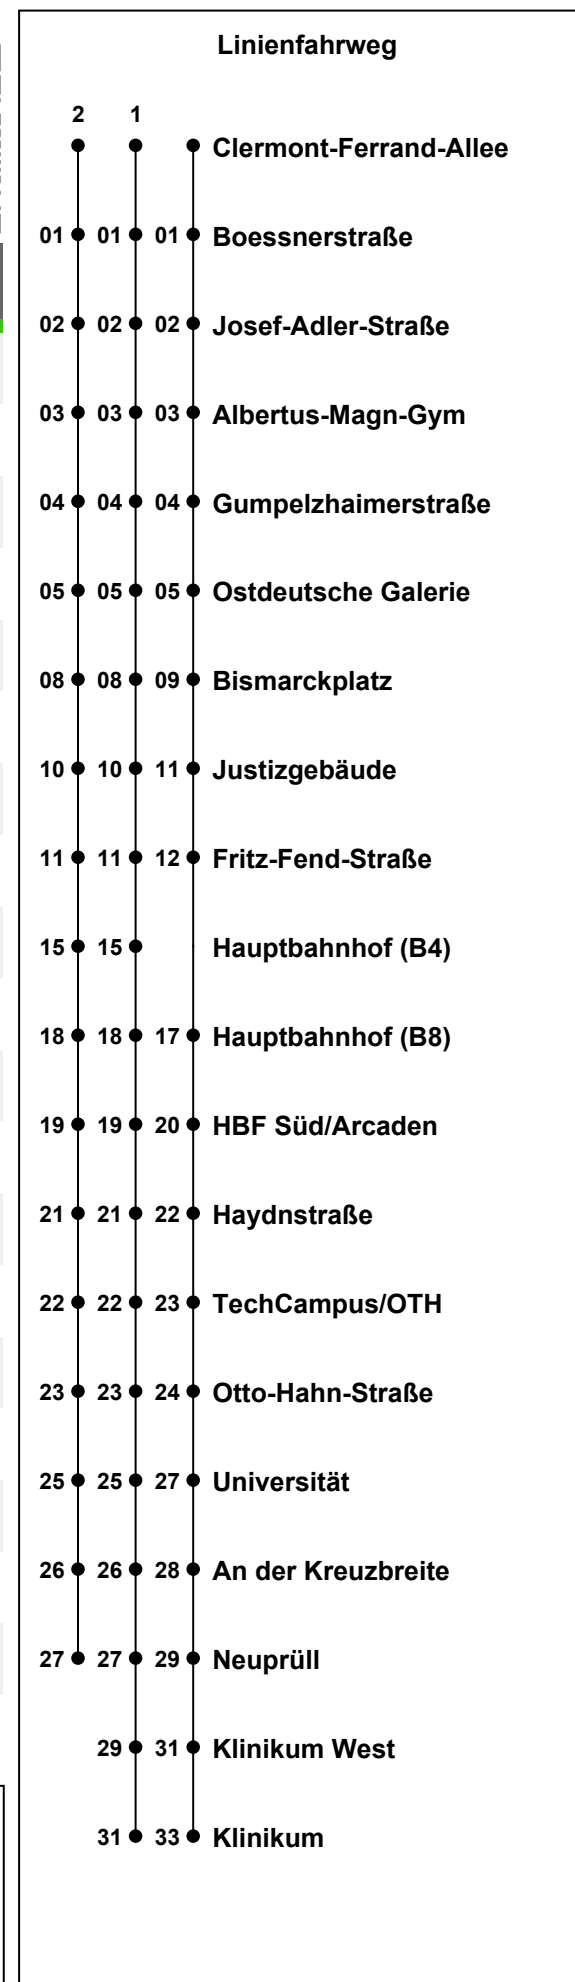 Linienfahrweg
2 1
Clermont-Ferrand-Allee
01 01 01 Boessnerstraße
02 02 02 Josef-Adler-Straße
03 03 03 Albertus-Magn-Gym
04 04 04 Gumpelzhaimerstraße
05 05 05 Ostdeutsche Galerie
08 08 09 Bismarckplatz
10 10 11 Justizgebäude
11 11 12 Fritz-Fend-Straße
15 15 Hauptbahnhof (B4)
18 18 17 Hauptbahnhof (B8)
19 19 20 HBF Süd/Arcaden
21 21 22 Haydnstraße
22 22 23 TechCampus/OTH
23 23 24 Otto-Hahn-Straße
25 25 27 Universität
26 26 28 An der Kreuzbreite
27 27 29 Neuprüll
29 31 Klinikum West
31 33 Klinikum